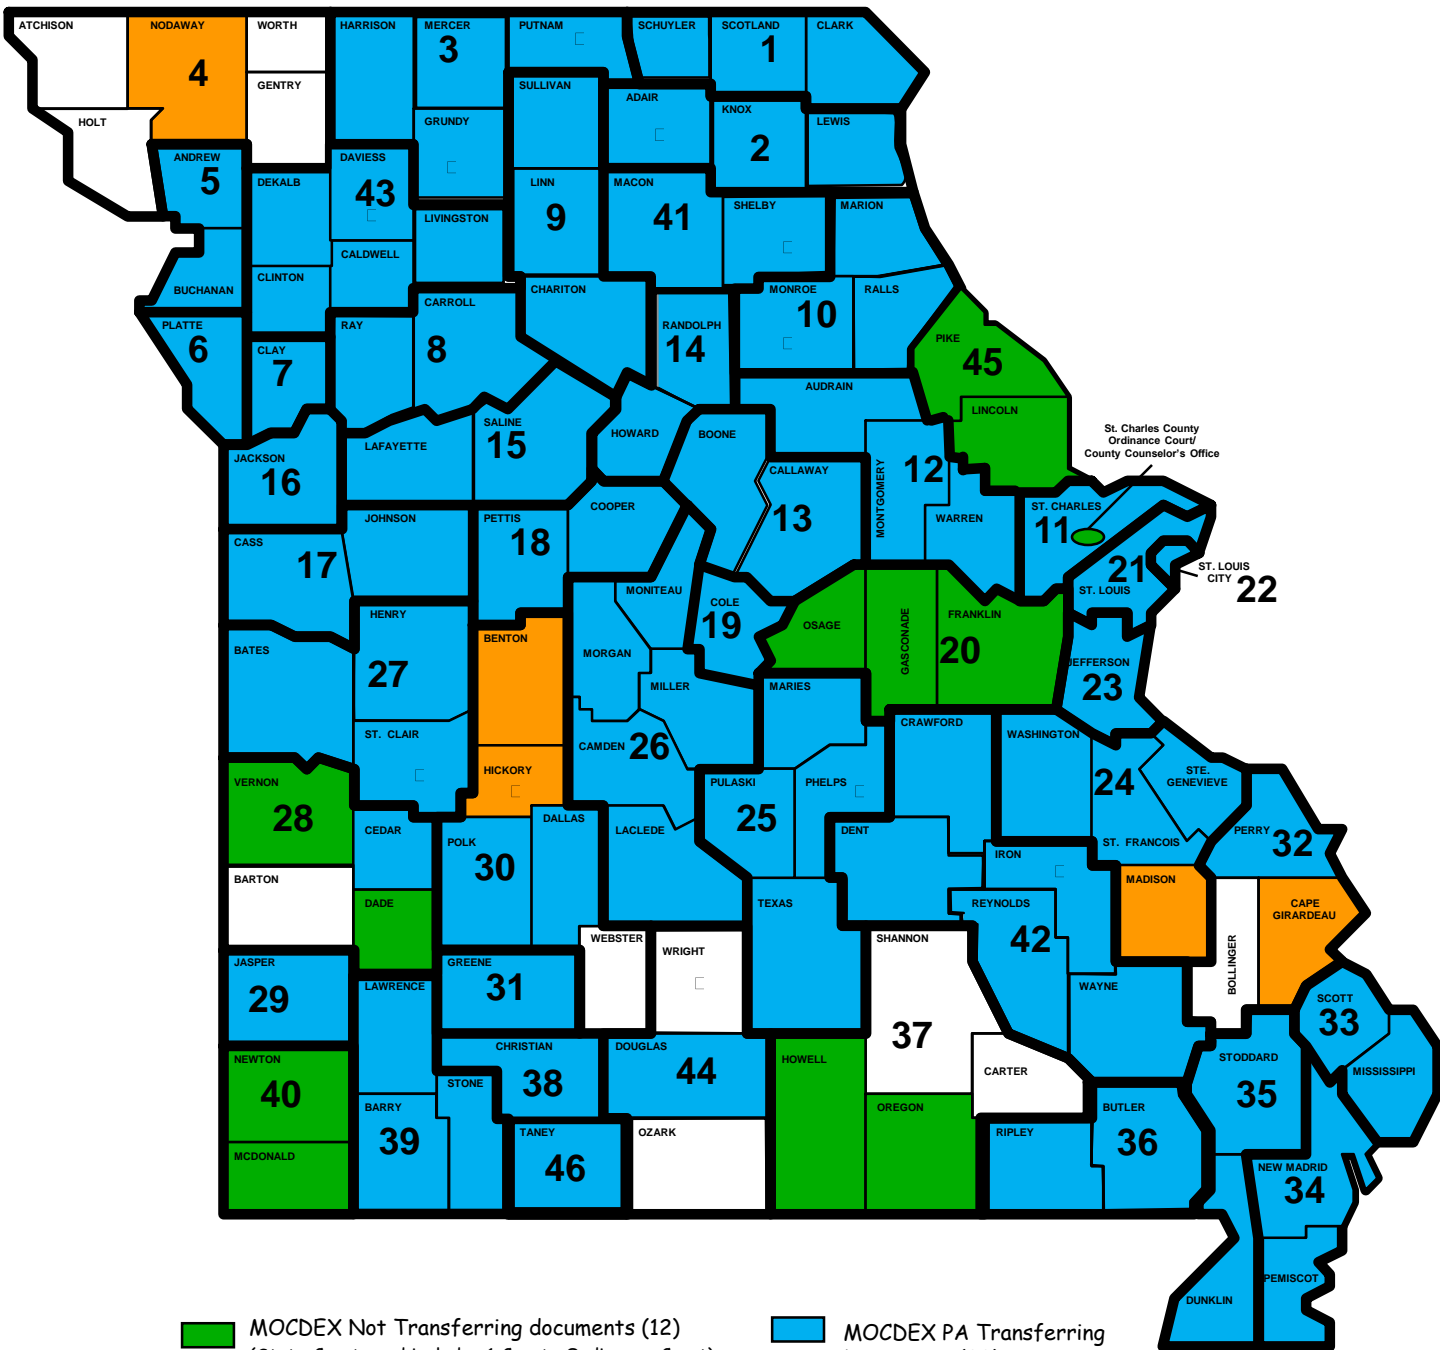 ATCHISON
NODAWAY
WORTH
HARRISON
MERCER
PUTNAM
SCHUYLER
SCOTLAND
CLARK
3
1
4
GENTRY
SULLIVAN
ADAIR
KNOX
HOLT
GRUNDY
LEWIS
2
ANDREW
DAVIESS
5
DEKALB
43
LINN
MACON
9
41
SHELBY
MARION
LIVINGSTON
CALDWELL
CLINTON
BUCHANAN
CARROLL
CHARITON
MONROE
RALLS
10
PLATTE
RAY
RANDOLPH
6
8
14
PIKE
CLAY
7
45
AUDRAIN
LINCOLN
SALINE
15
HOWARD
BOONE
LAFAYETTE
St. Charles County
Ordinance Court/
County Counselor's Office
JACKSON
16
CALLAWAY
12
MONTGOMERY
COOPER
ST. CHARLES
JOHNSON
PETTIS
13
WARREN
11
CASS
18
17
21
ST. LOUIS
CITY
22
MONITEAU
ST. LOUIS
COLE
HENRY
19
OSAGE
GASCONADE
FRANKLIN
BENTON
20
BATES
MORGAN
JEFFERSON
27
MILLER
MARIES
23
CRAWFORD
WASHINGTON
ST. CLAIR
CAMDEN
26
HICKORY
VERNON
PULASKI
PHELPS
24
STE.
GENEVIEVE
28
DALLAS
25
CEDAR
LACLEDE
DENT
PERRY
32
POLK
ST. FRANCOIS
30
IRON
BARTON
MADISON
DADE
TEXAS
REYNOLDS
CAPE
GIRARDEAU
WEBSTER
SHANNON
42
WRIGHT
BOLLINGER
JASPER
GREENE
29
LAWRENCE
31
WAYNE
SCOTT
33
37
NEWTON
CHRISTIAN
DOUGLAS
HOWELL
STODDARD
44
CARTER
MISSISSIPPI
STONE
38
40
35
BARRY
OREGON
BUTLER
39
TANEY
OZARK
RIPLEY
36
MCDONALD
46
NEW MADRID
34
PEMISCOT
DUNKLIN
MOCDEX Not Transferring documents (12)
MOCDEX PA Transferring